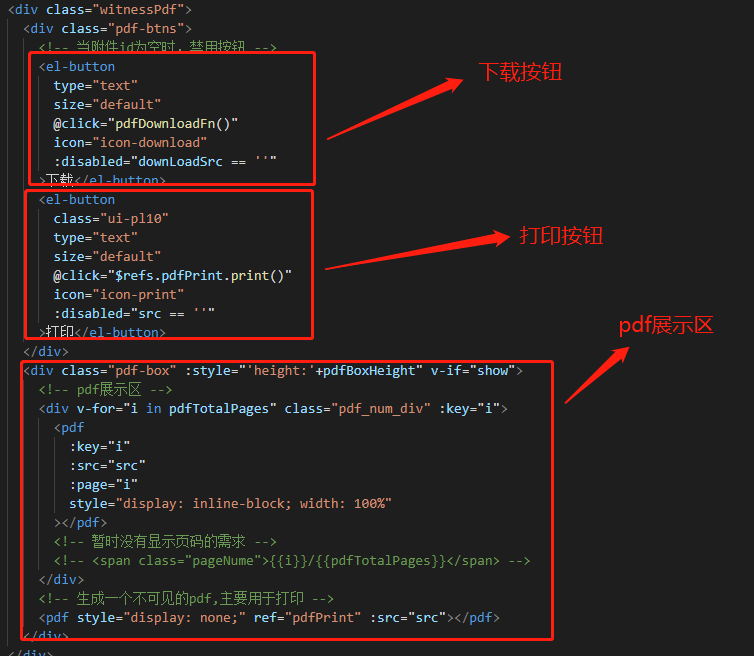 <div class="witnessPdf">
<div class="pdf-btns">
<!-- 当附件id为空时，禁用按钮 -->
<el-button
type="text"
size="default"
@click="pdfDownloadFn()"
icon="icon-download"
:disabled="downLoadSrc == ''"
>下载</el-button>
下载按钮
<el-button
class="ui-pl10"
type="text"
size="default"
@click="$refs.pdfPrint.print()"
icon="icon-print"
:disabled="src == ''"
>打印</el-button>
打印按钮
</div>
<div class="pdf-box" :style="'height:'+pdfBoxHeight" v-if="show">
<!-- pdf展示区 -->
<div v-for="i in pdfTotalPages" class="pdf_num_div" :key="i">
<pdf
:key="i"
:src="src"
:page="i"
style="display: inline-block; width: 100%"
></pdf>
<!-- 暂时没有显示页码的需求 -->
<!-- <span class="pageNume">{{i}}/{{pdfTotalPages}}</span> -->
</div>
<!-- 生成一个不可见的pdf,主要用于打印 -->
<pdf style="display: none;" ref="pdfPrint" :src="src"></pdf>
</div>
pdf展示区
</div>